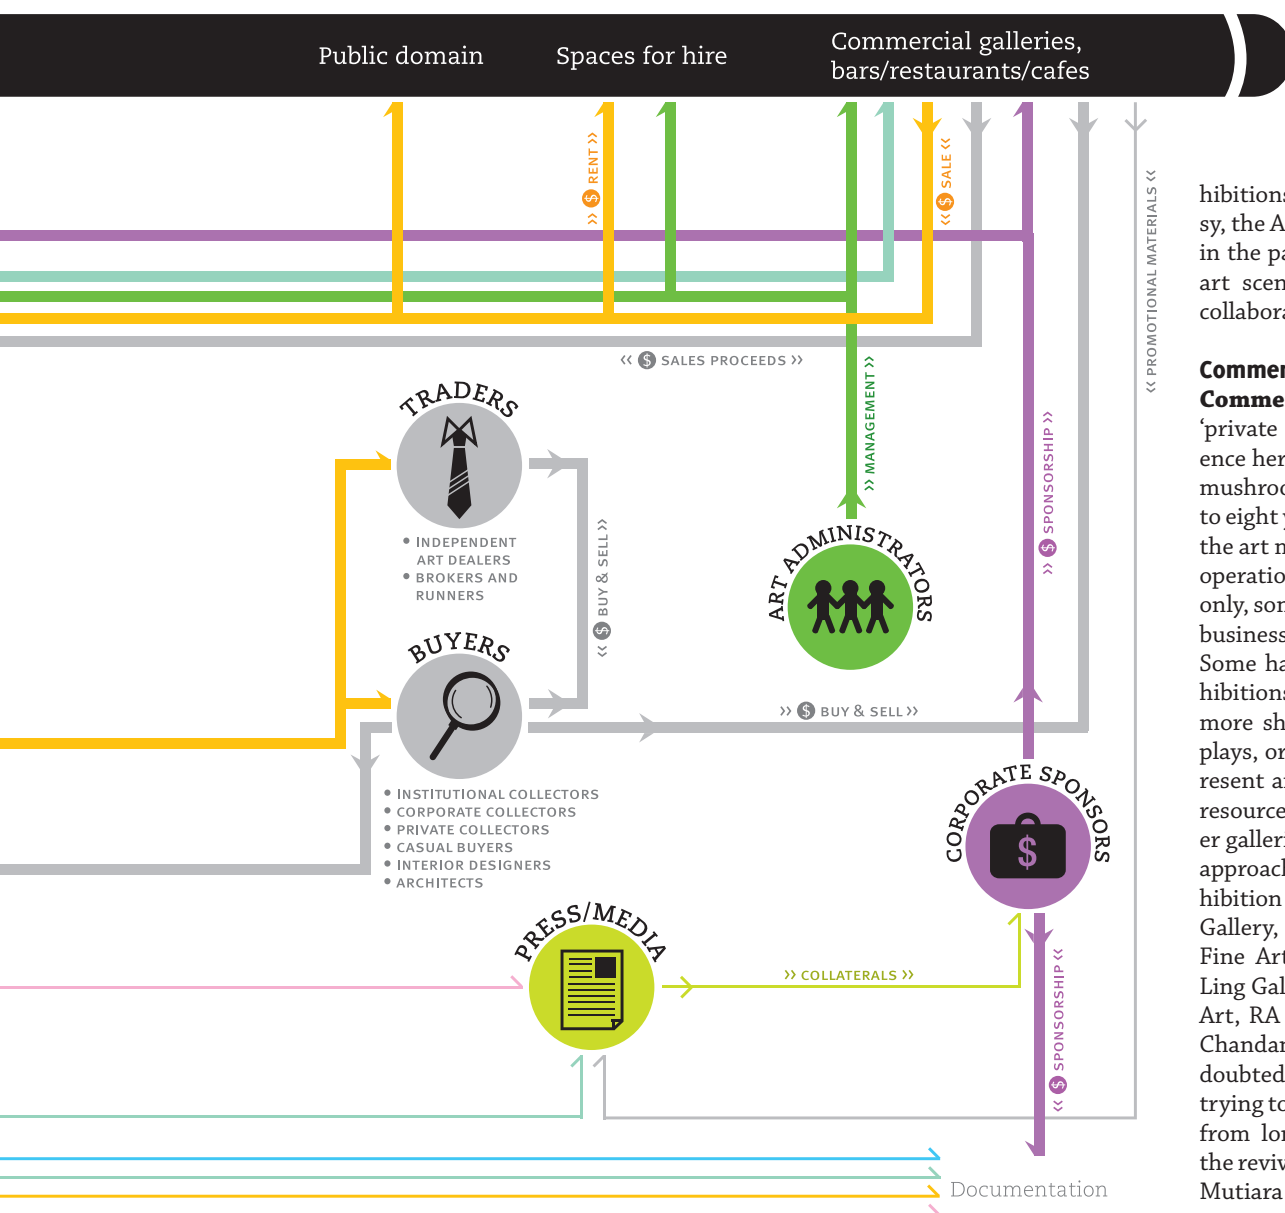 Public domain
Spaces for hire
Commercial galleries,
bars/restaurants/cafes
>> $ RENT >>
<< $ SALE <<
<< PROMOTIONAL MATERIALS <<
<< $ SALES PROCEEDS >>
TRADERS
• INDEPENDENT
ART DEALERS
• BROKERS AND
RUNNERS
<< $ BUY & SELL >>
>> MANAGEMENT >>
>> $ SPONSORSHIP >>
ART ADMINISTRATORS
BUYERS
>> $ BUY & SELL >>
• INSTITUTIONAL COLLECTORS
• CORPORATE COLLECTORS
• PRIVATE COLLECTORS
• CASUAL BUYERS
• INTERIOR DESIGNERS
• ARCHITECTS
CORPORATE SPONSORS
$
PRESS/MEDIA
>> COLLATERALS >>
<< $ SPONSORSHIP <<
Documentation
hibitions
sy, the A
in the pa
art scen
collabora
Commer
Comme
‘private
ence her
mushroo
to eight y
the art m
operatio
only, son
business
Some ha
hibitions
more sh
plays, or
resent ar
resource
er galleri
approach
hibition
Gallery,
Fine Art
Ling Gal
Art, RA
Chandan
doubted
trying to
from lon
the reviv
Mutiara